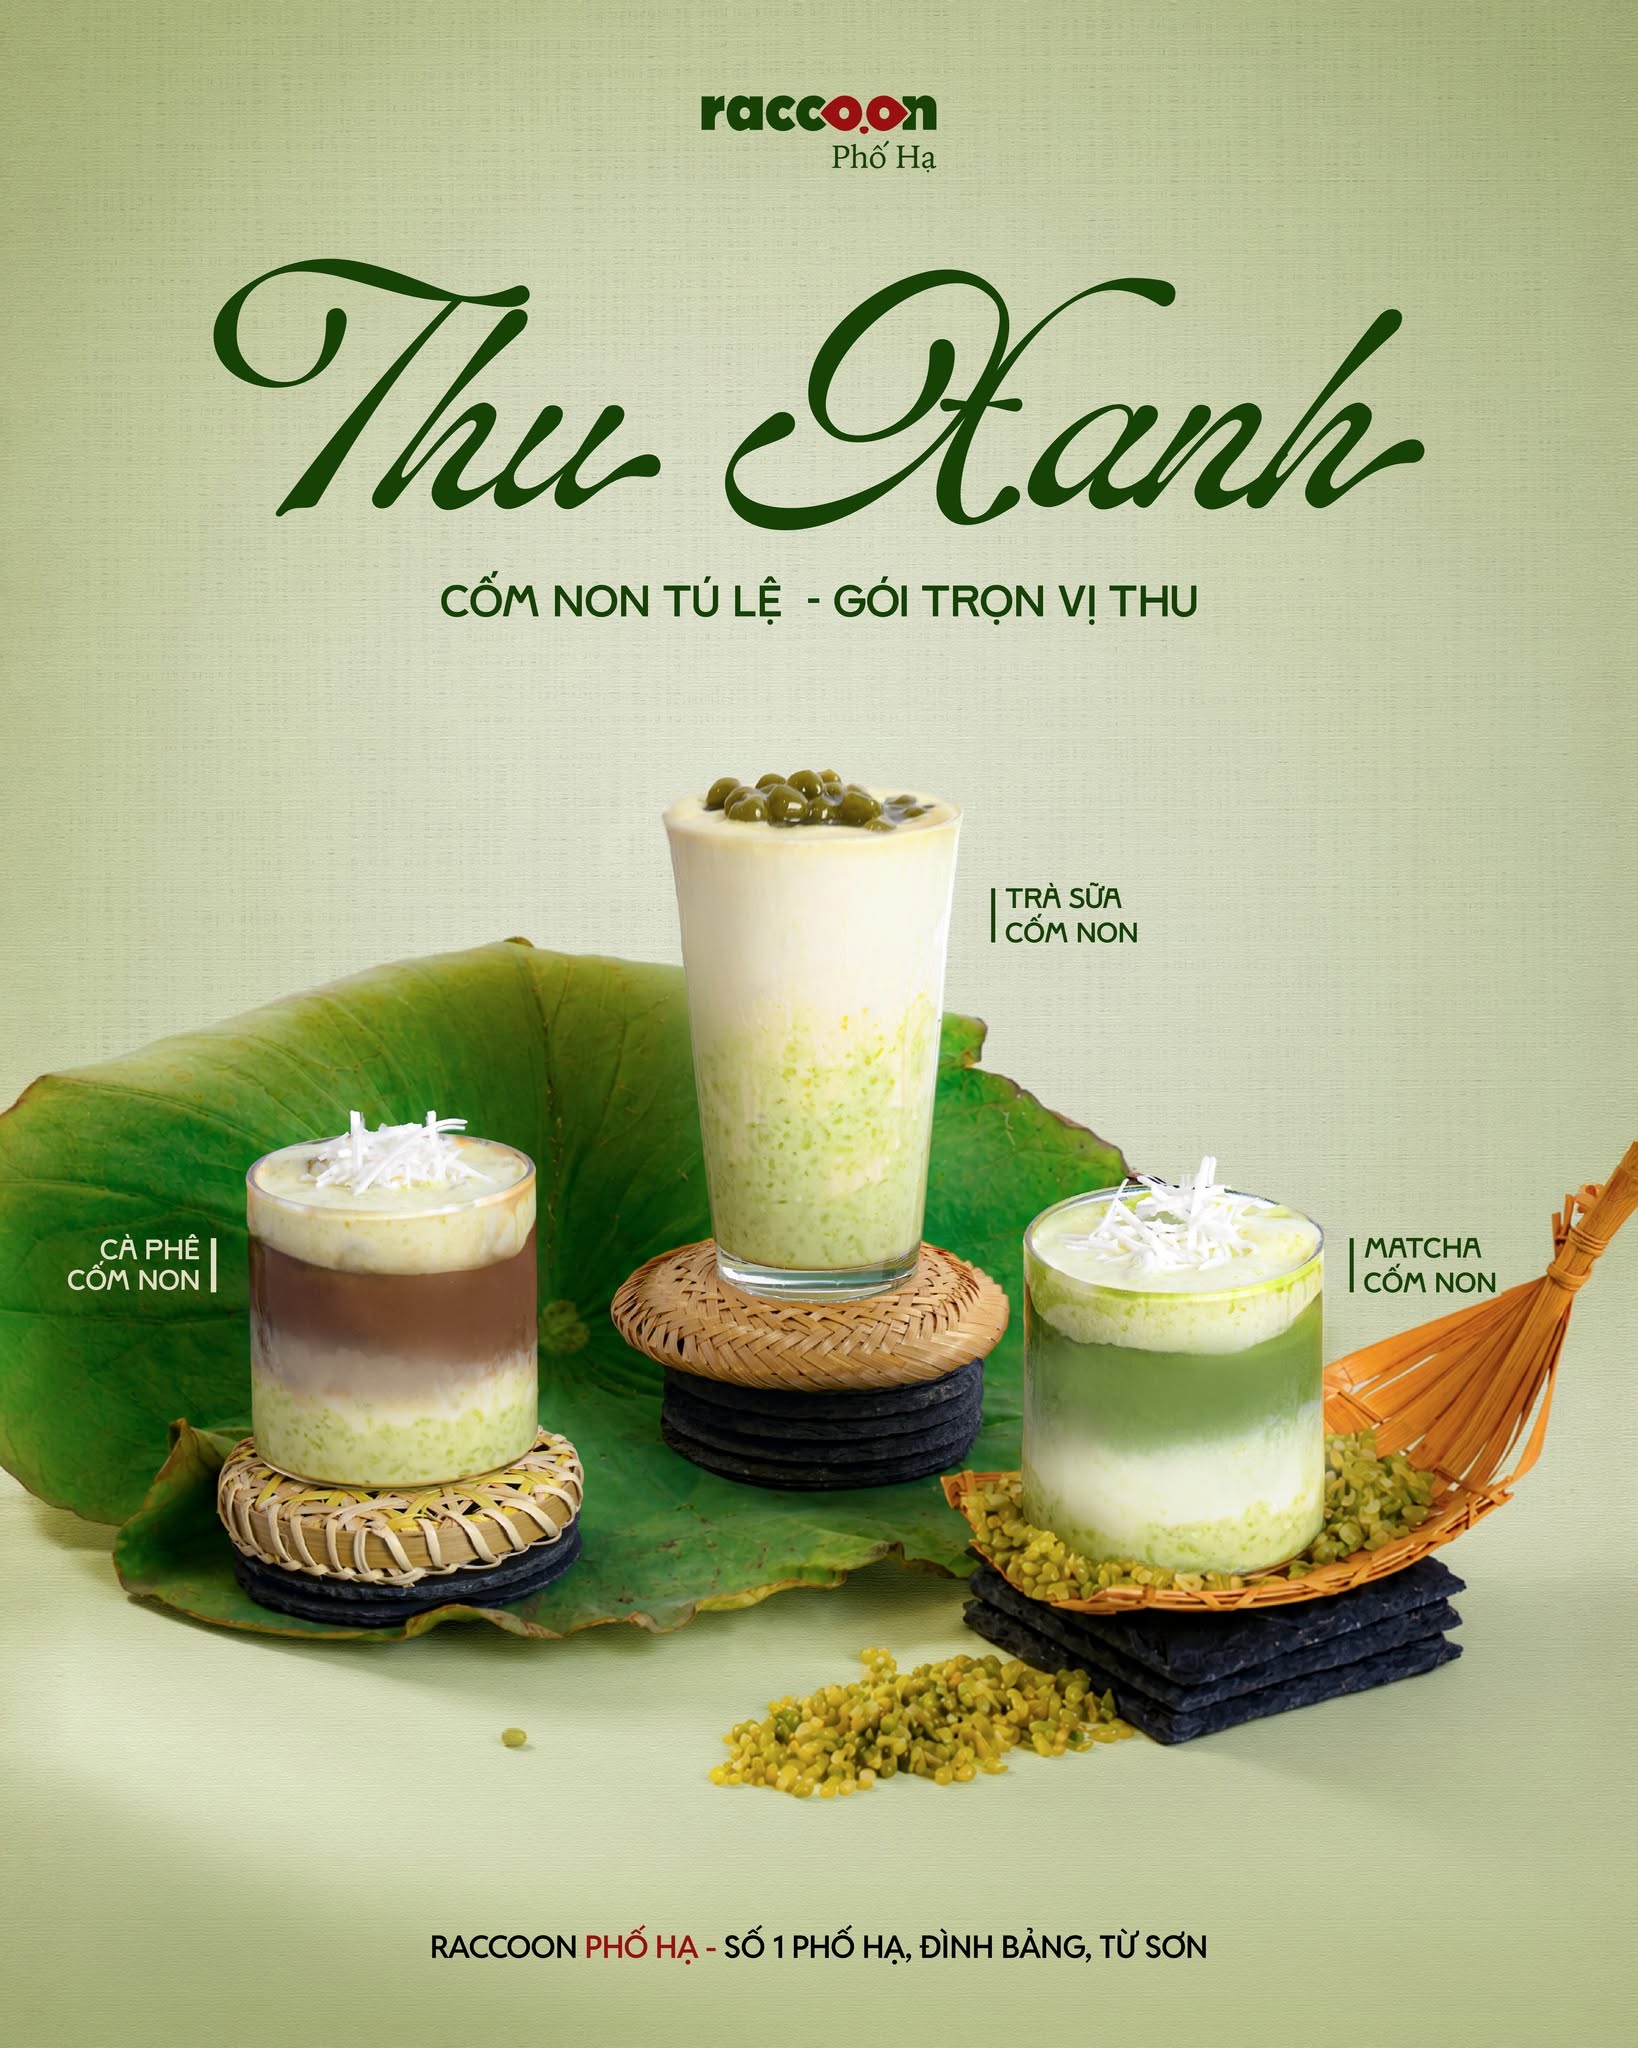 raccoon
Phố Hạ
Thu Xanh
CỐM NON TÚ LỆ - GÓI TRỌN VỊ THU
TRÀ SỮA
CỐM NON
CÀ PHÊ
CỐM NON
MATCHA
CỐM NON
RACCOON PHỐ HẠ - SỐ 1 PHỐ HẠ, ĐÌNH BẢNG, TỪ SƠN